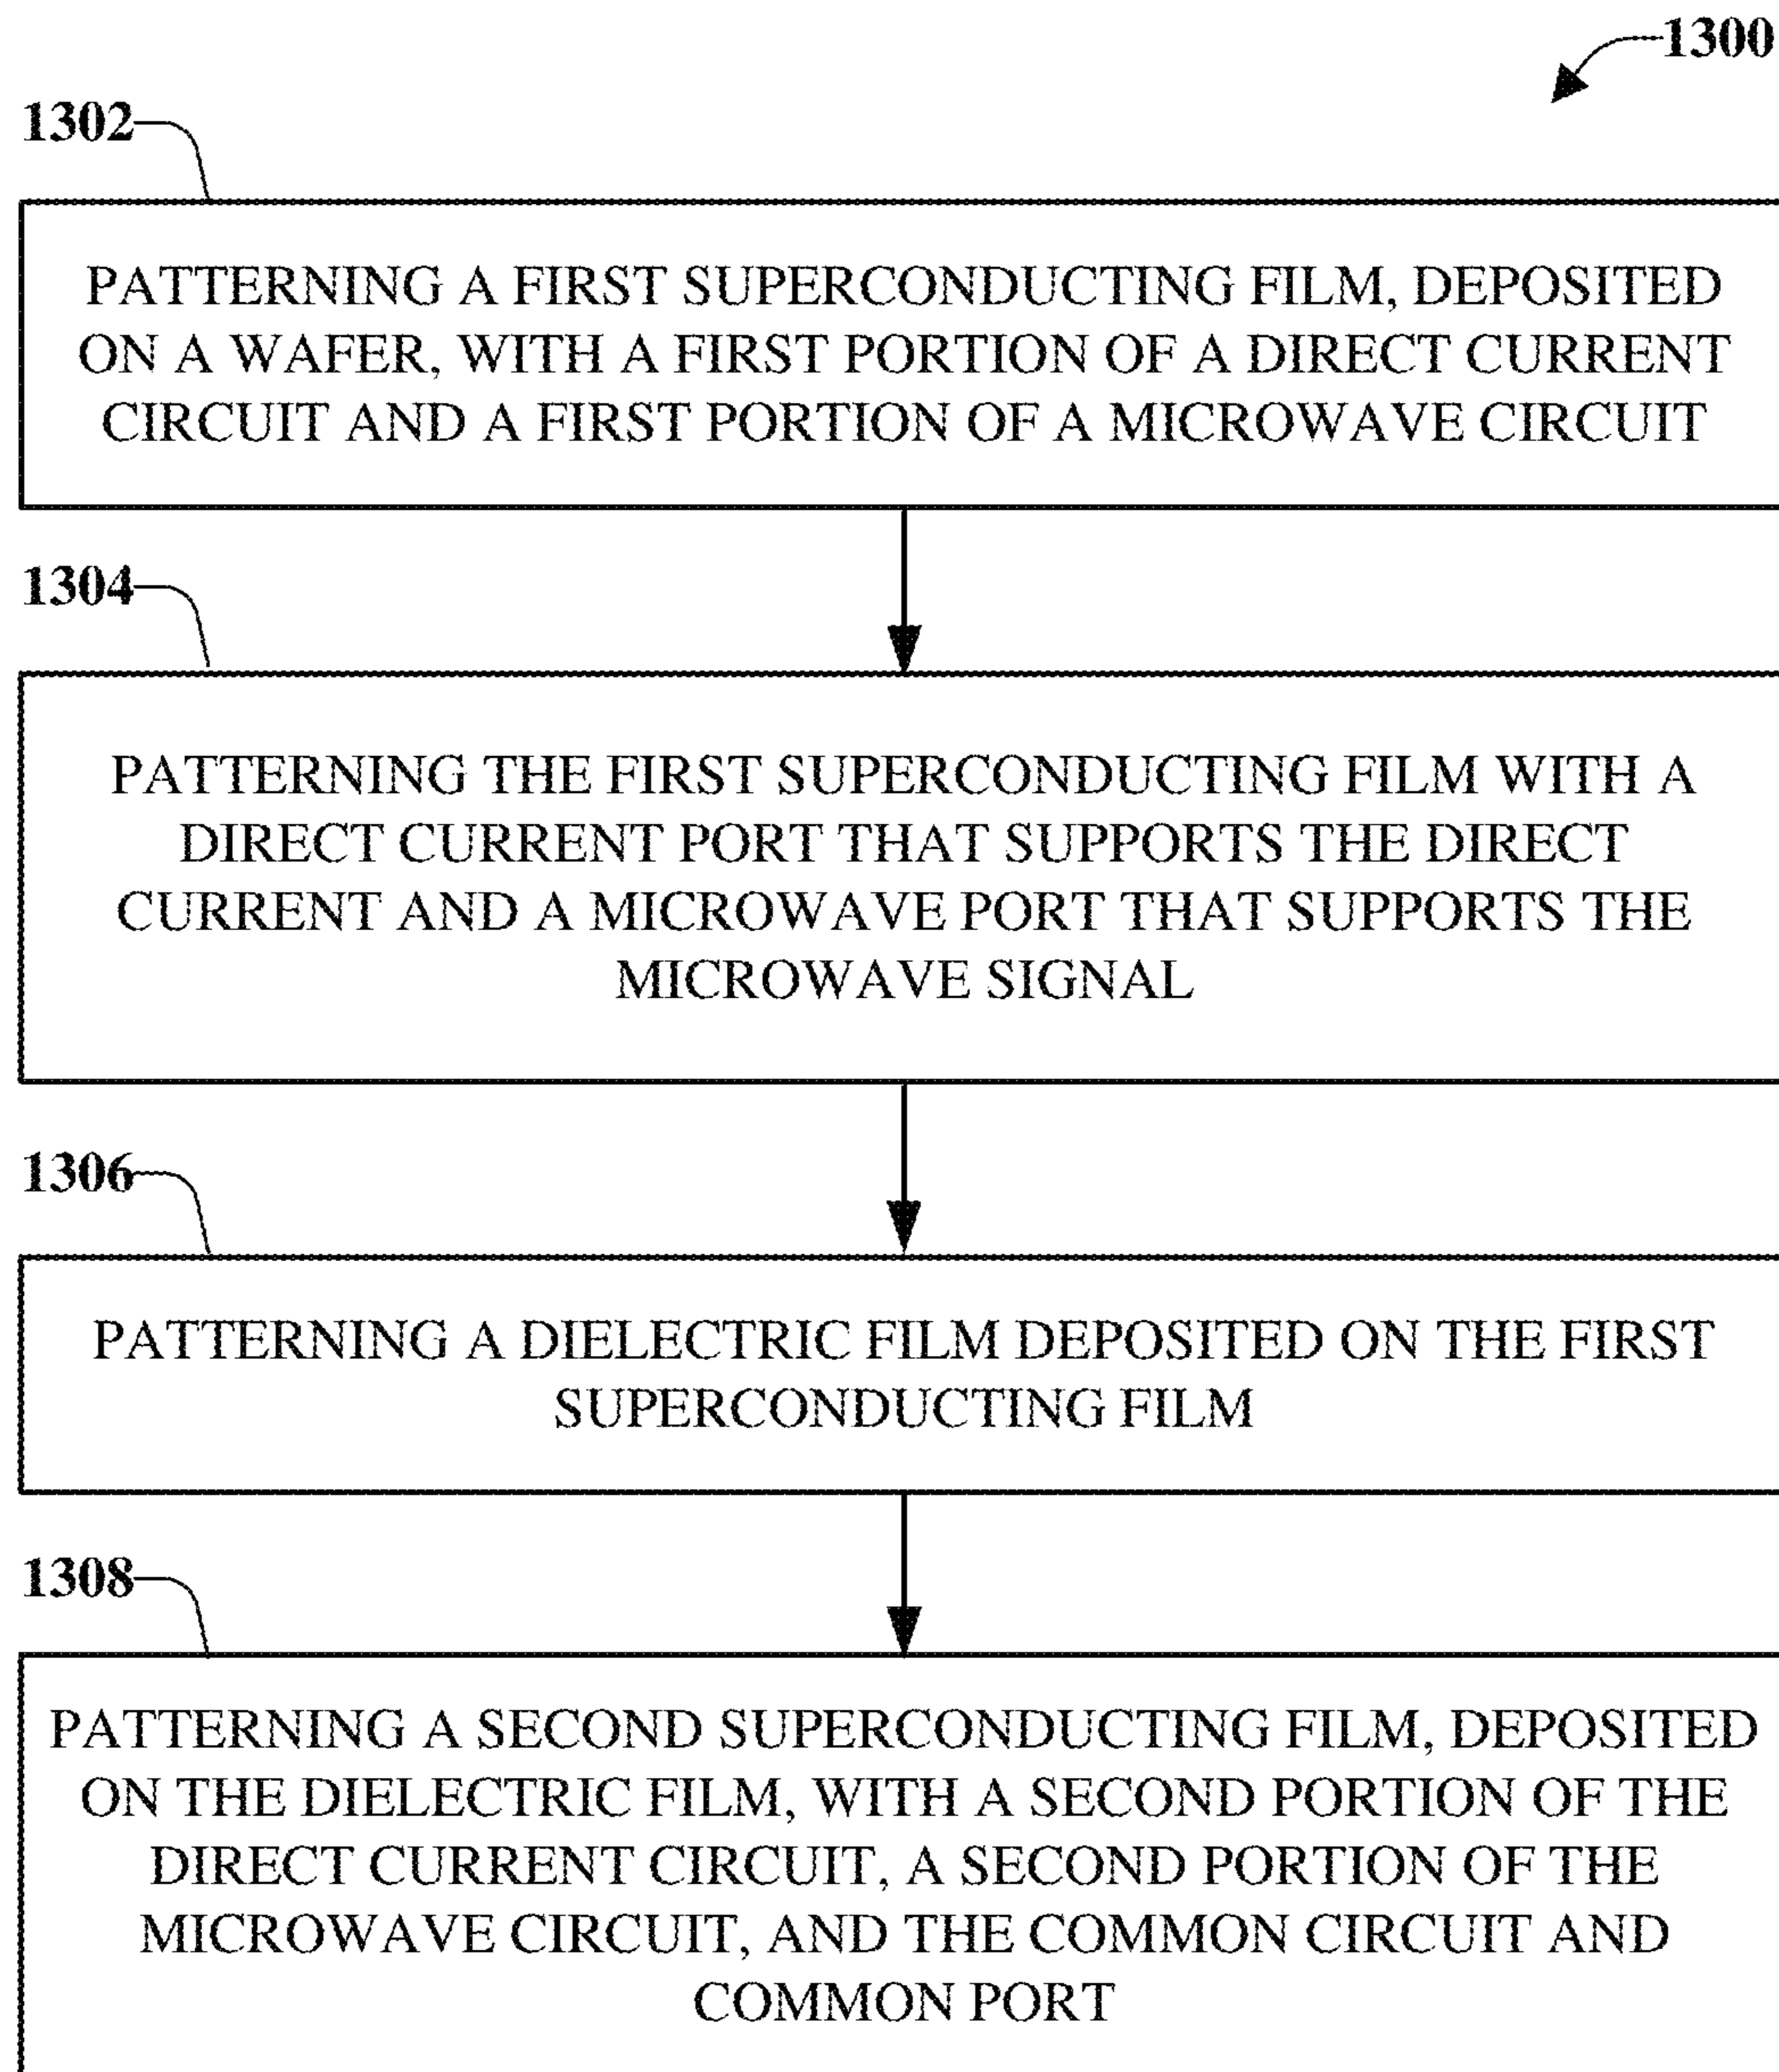 1300
1302
PATTERNING A FIRST SUPERCONDUCTING FILM, DEPOSITED
ON A WAFER, WITH A FIRST PORTION OF A DIRECT CURRENT
CIRCUIT AND A FIRST PORTION OF A MICROWAVE CIRCUIT
1304
PATTERNING THE FIRST SUPERCONDUCTING FILM WITH A
DIRECT CURRENT PORT THAT SUPPORTS THE DIRECT
CURRENT AND A MICROWAVE PORT THAT SUPPORTS THE
MICROWAVE SIGNAL
1306
PATTERNING A DIELECTRIC FILM DEPOSITED ON THE FIRST
SUPERCONDUCTING FILM
1308
PATTERNING A SECOND SUPERCONDUCTING FILM, DEPOSITED
ON THE DIELECTRIC FILM, WITH A SECOND PORTION OF THE
DIRECT CURRENT CIRCUIT, A SECOND PORTION OF THE
MICROWAVE CIRCUIT, AND THE COMMON CIRCUIT AND
COMMON PORT